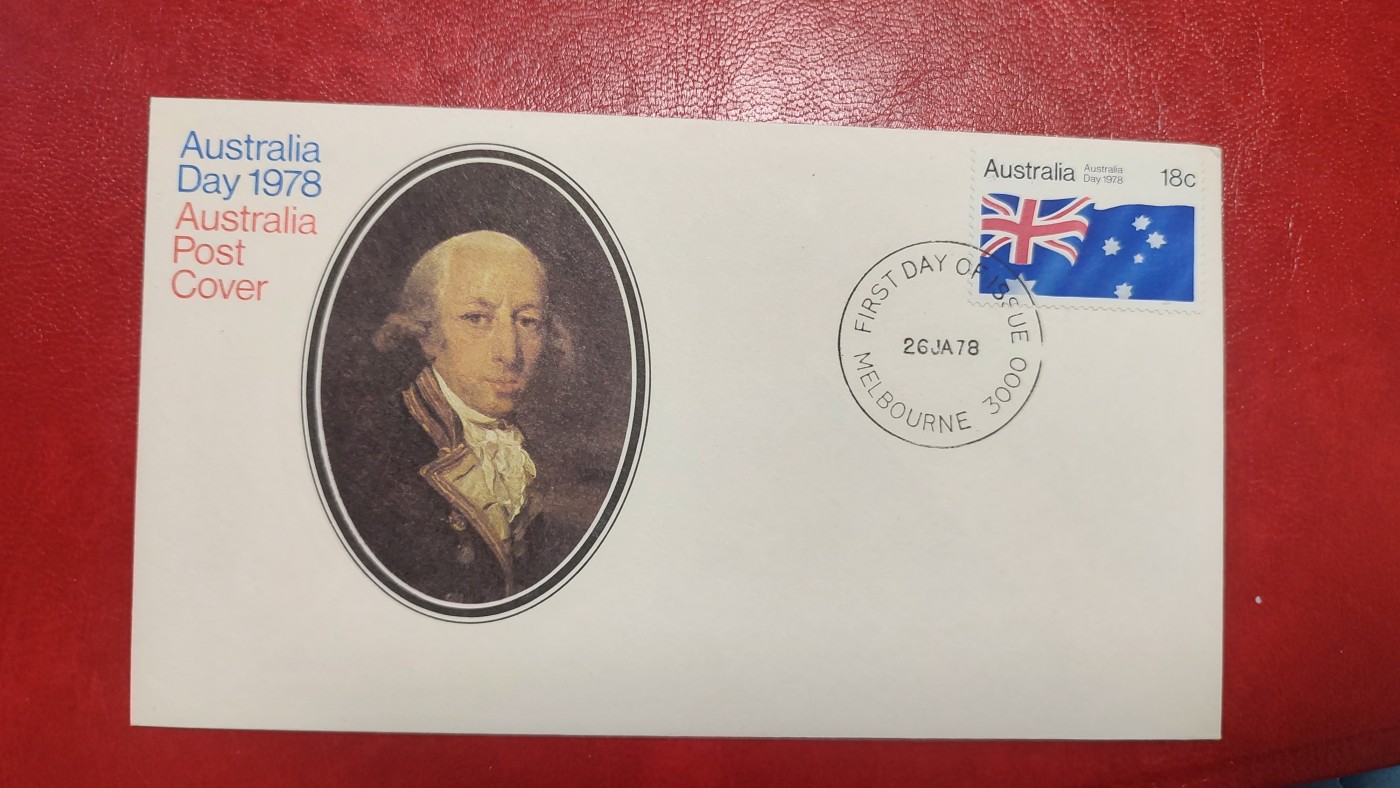 Australia
Day 1978
Australia
Post
Cover
Australia Australia Day 1978 18c
FIRST DAY OF ISSUE
26JA78
MELBOURNE 3000